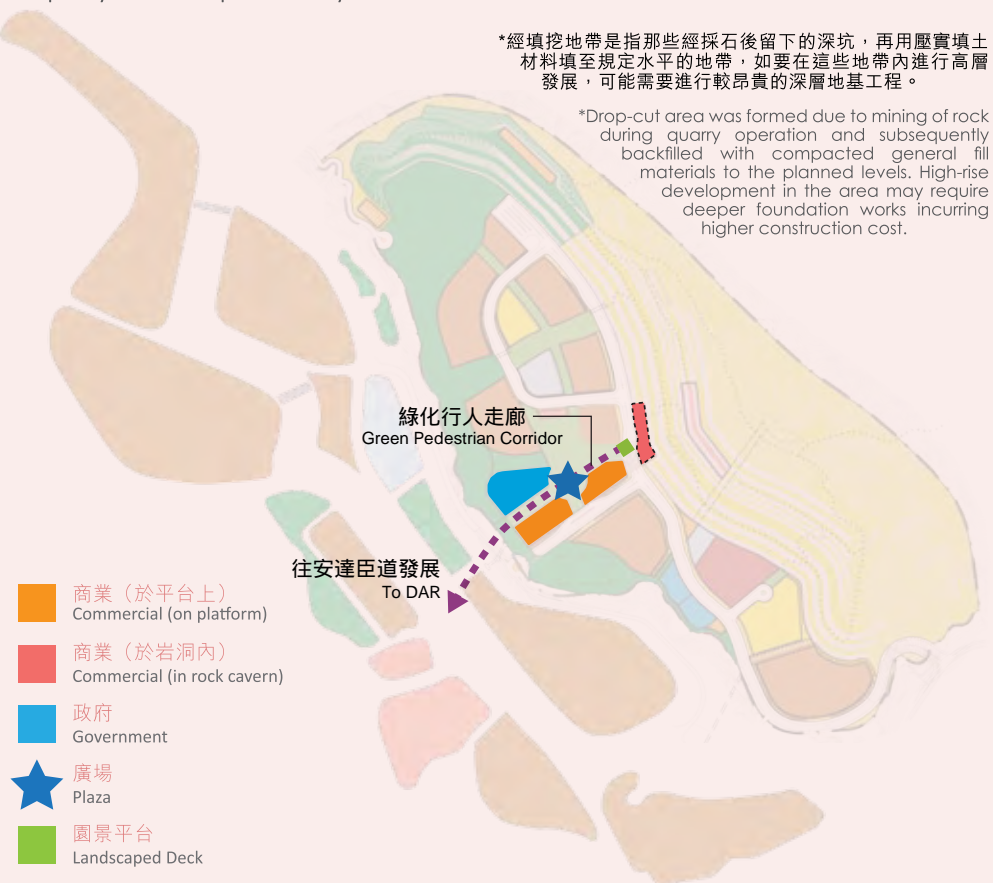 *經填挖地帶是指那些經採石後留下的深坑，再用壓實填土
材料填至規定水平的地帶，如要在這些地帶內進行高層
發展，可能需要進行較昂貴的深層地基工程。
*Drop-cut area was formed due to mining of rock
during quarry operation and subsequently
backfilled with compacted general fill
materials to the planned levels. High-rise
development in the area may require
deeper foundation works incurring
higher construction cost.
綠化行人走廊
Green Pedestrian Corridor
往安達臣道發展
To DAR
商業（於平台上）
Commercial (on platform)
商業（於岩洞內）
Commercial (in rock cavern)
政府
Government
廣場
Plaza
園景平台
Landscaped Deck